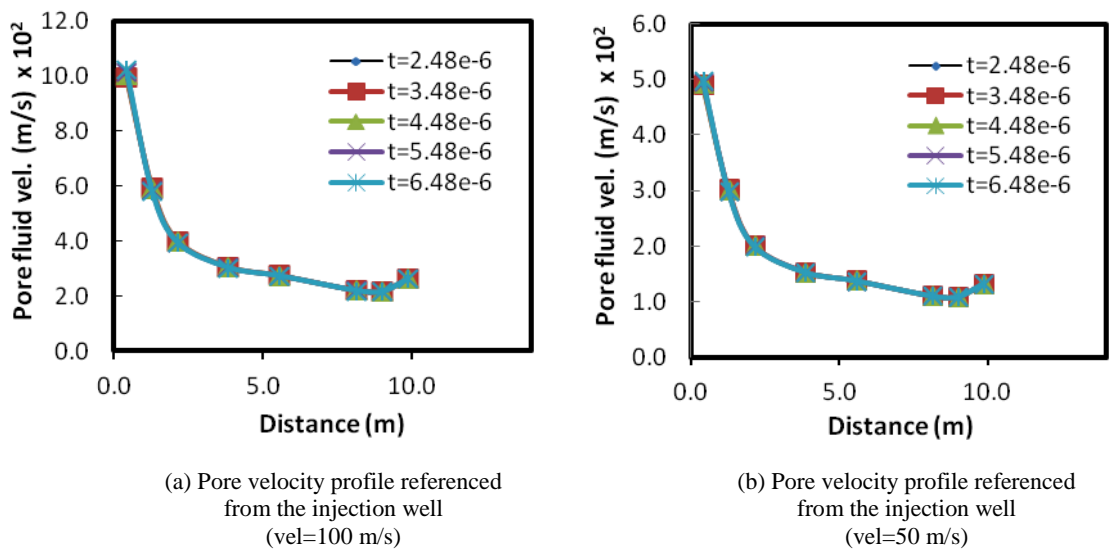 12.0
10.0
8.0
6.0
4.0
2.0
0.0
Pore fluid vel. (m/s) x 10²
t=2.48e-6
t=3.48e-6
t=4.48e-6
t=5.48e-6
t=6.48e-6
0.0 5.0 10.0
Distance (m)
(a) Pore velocity profile referenced
from the injection well
(vel=100 m/s)
6.0
5.0
4.0
3.0
2.0
1.0
0.0
Pore fluid vel. (m/s) x 10²
t=2.48e-6
t=3.48e-6
t=4.48e-6
t=5.48e-6
t=6.48e-6
0.0 5.0 10.0
Distance (m)
(b) Pore velocity profile referenced
from the injection well
(vel=50 m/s)